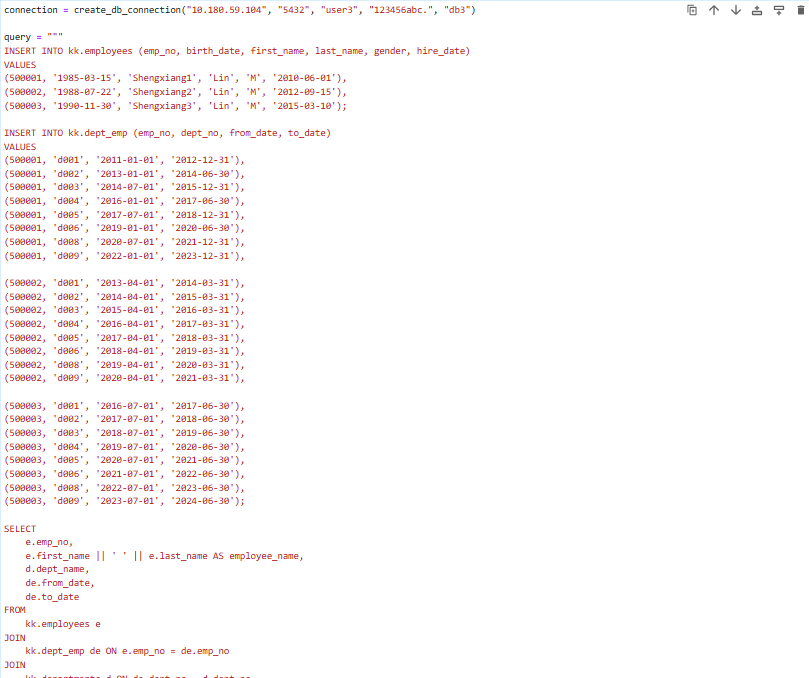 connection = create_db_connection("10.180.59.104", "5432", "user3", "123456abc.", "db3")
query = """
INSERT INTO kk.employees (emp_no, birth_date, first_name, last_name, gender, hire_date)
VALUES
(500001, '1985-03-15', 'Shengxiang1', 'Lin', 'M', '2010-06-01'),
(500002, '1988-07-22', 'Shengxiang2', 'Lin', 'M', '2012-09-15'),
(500003, '1990-11-30', 'Shengxiang3', 'Lin', 'M', '2015-03-10');
INSERT INTO kk.dept_emp (emp_no, dept_no, from_date, to_date)
VALUES
(500001, 'd001', '2011-01-01', '2012-12-31'),
(500001, 'd002', '2013-01-01', '2014-06-30'),
(500001, 'd003', '2014-07-01', '2015-12-31'),
(500001, 'd004', '2016-01-01', '2017-06-30'),
(500001, 'd005', '2017-07-01', '2018-12-31'),
(500001, 'd006', '2019-01-01', '2020-06-30'),
(500001, 'd008', '2020-07-01', '2021-12-31'),
(500001, 'd009', '2022-01-01', '2023-12-31'),
(500002, 'd001', '2013-04-01', '2014-03-31'),
(500002, 'd002', '2014-04-01', '2015-03-31'),
(500002, 'd003', '2015-04-01', '2016-03-31'),
(500002, 'd004', '2016-04-01', '2017-03-31'),
(500002, 'd005', '2017-04-01', '2018-03-31'),
(500002, 'd006', '2018-04-01', '2019-03-31'),
(500002, 'd008', '2019-04-01', '2020-03-31'),
(500002, 'd009', '2020-04-01', '2021-03-31'),
(500003, 'd001', '2016-07-01', '2017-06-30'),
(500003, 'd002', '2017-07-01', '2018-06-30'),
(500003, 'd003', '2018-07-01', '2019-06-30'),
(500003, 'd004', '2019-07-01', '2020-06-30'),
(500003, 'd005', '2020-07-01', '2021-06-30'),
(500003, 'd006', '2021-07-01', '2022-06-30'),
(500003, 'd008', '2022-07-01', '2023-06-30'),
(500003, 'd009', '2023-07-01', '2024-06-30');
SELECT
e.emp_no,
e.first_name || ' ' || e.last_name AS employee_name,
d.dept_name,
de.from_date,
de.to_date
FROM
kk.employees e
JOIN
kk.dept_emp de ON e.emp_no = de.emp_no
JOIN